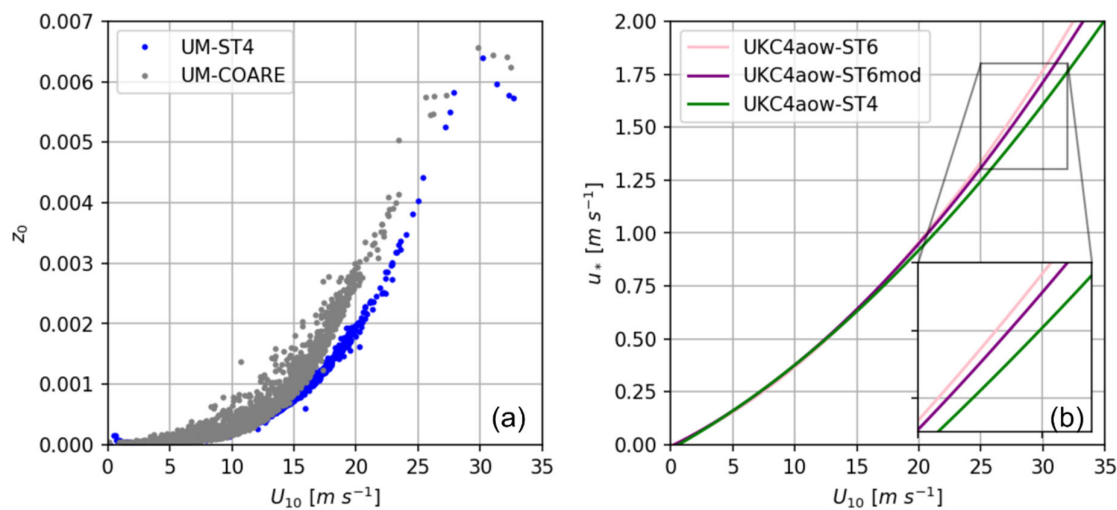 0.007
0.006
0.005
0.004
0.003
0.002
0.001
0.000
z₀
UM-ST4
UM-COARE
(a)
0 5 10 15 20 25 30 35
U₁₀ [m s⁻¹]
2.00
1.75
1.50
1.25
1.00
0.75
0.50
0.25
0.00
u* [m s⁻¹]
UKC4aow-ST6
UKC4aow-ST6mod
UKC4aow-ST4
(b)
0 5 10 15 20 25 30 35
U₁₀ [m s⁻¹]